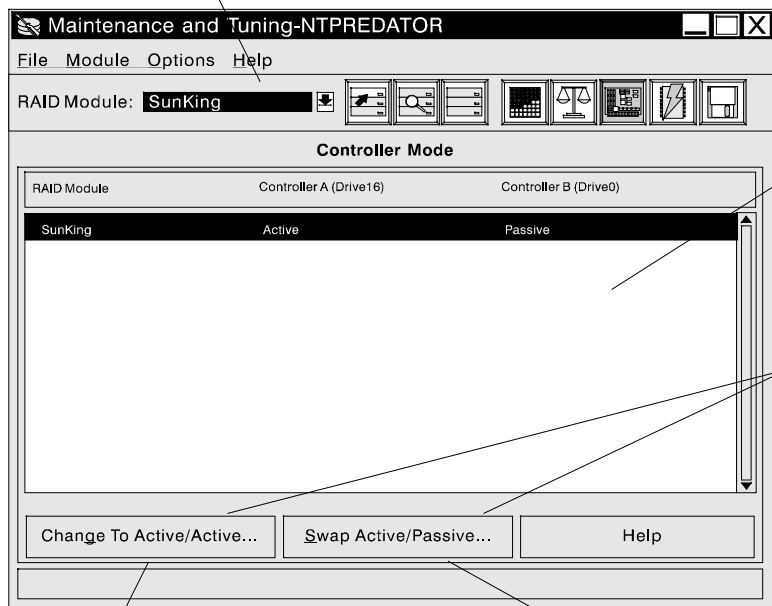 Maintenance and Tuning-NTPREDATOR
File Module Options Help
RAID Module: SunKing
Controller Mode
RAID Module Controller A (Drive16) Controller B (Drive0)
SunKing Active Passive
Change To Active/Active... Swap Active/Passive... Help